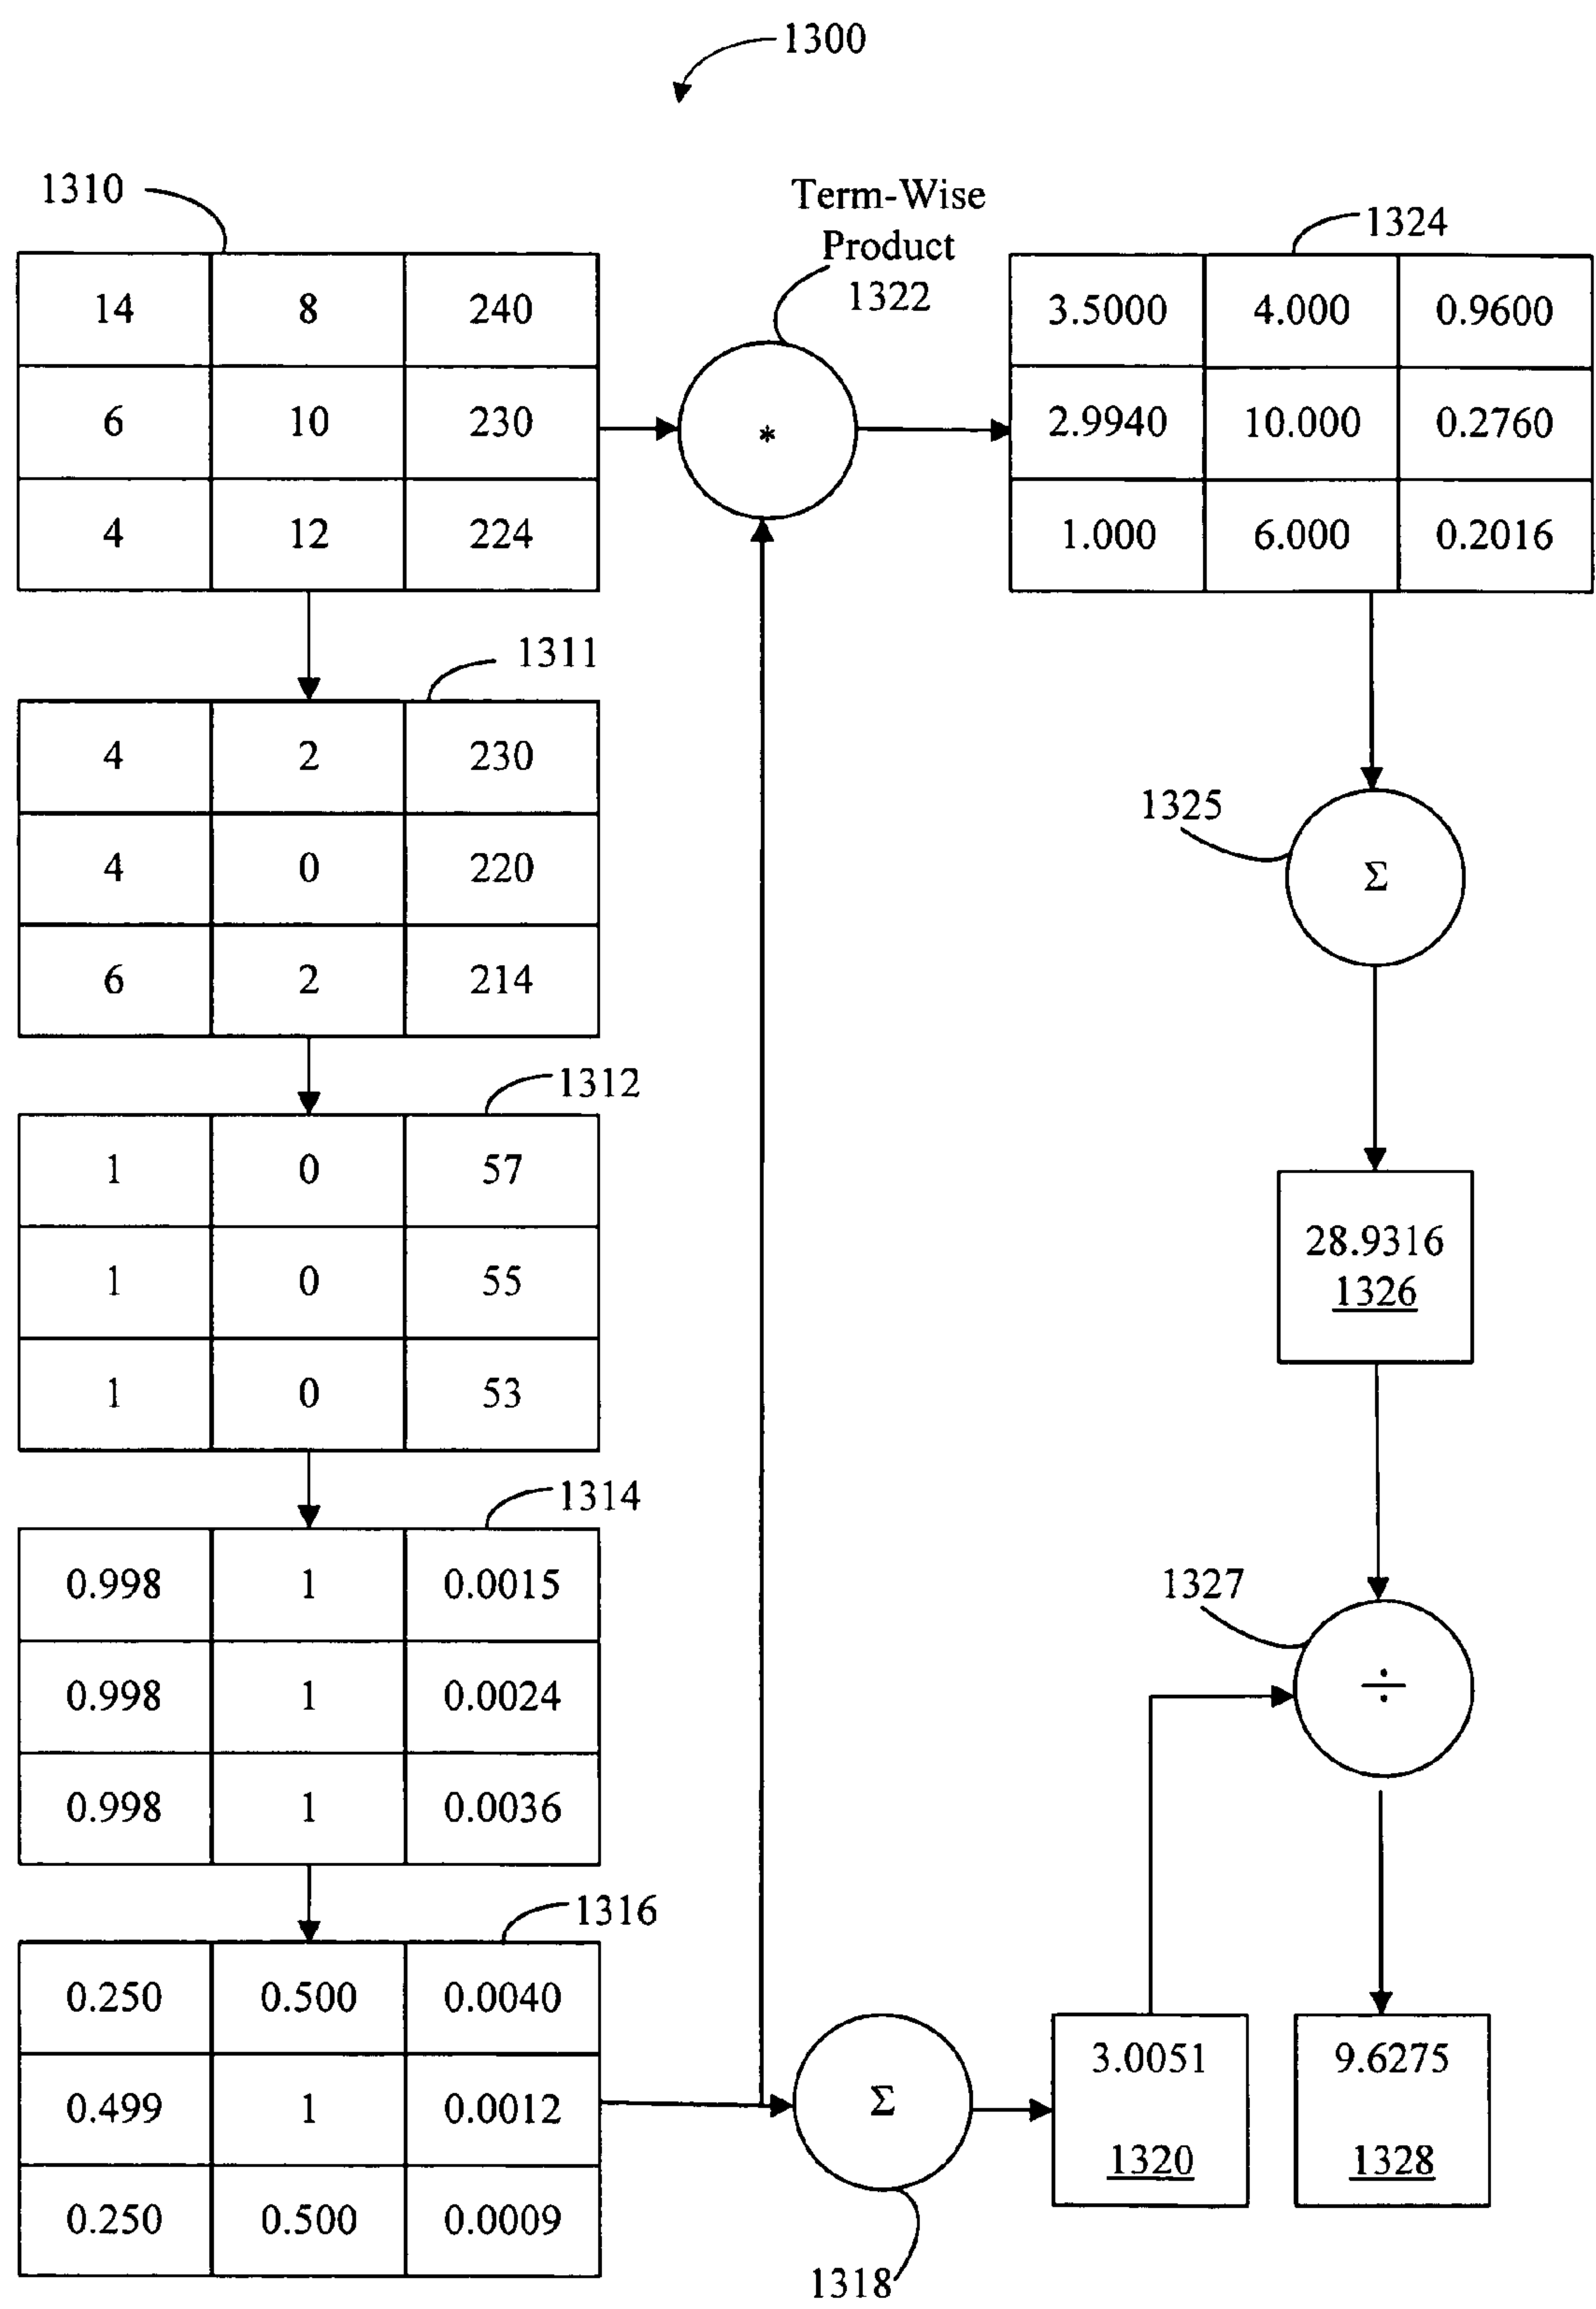 1300
1310
14 8 240
6 10 230
4 12 224
Term-Wise
Product
1322
*
1324
3.5000 4.000 0.9600
2.9940 10.000 0.2760
1.000 6.000 0.2016
1311
4 2 230
4 0 220
6 2 214
1325
Σ
1312
1 0 57
1 0 55
1 0 53
28.9316
1326
1314
0.998 1 0.0015
0.998 1 0.0024
0.998 1 0.0036
1327
÷
1316
0.250 0.500 0.0040
0.499 1 0.0012
0.250 0.500 0.0009
Σ
1318
3.0051
1320
9.6275
1328